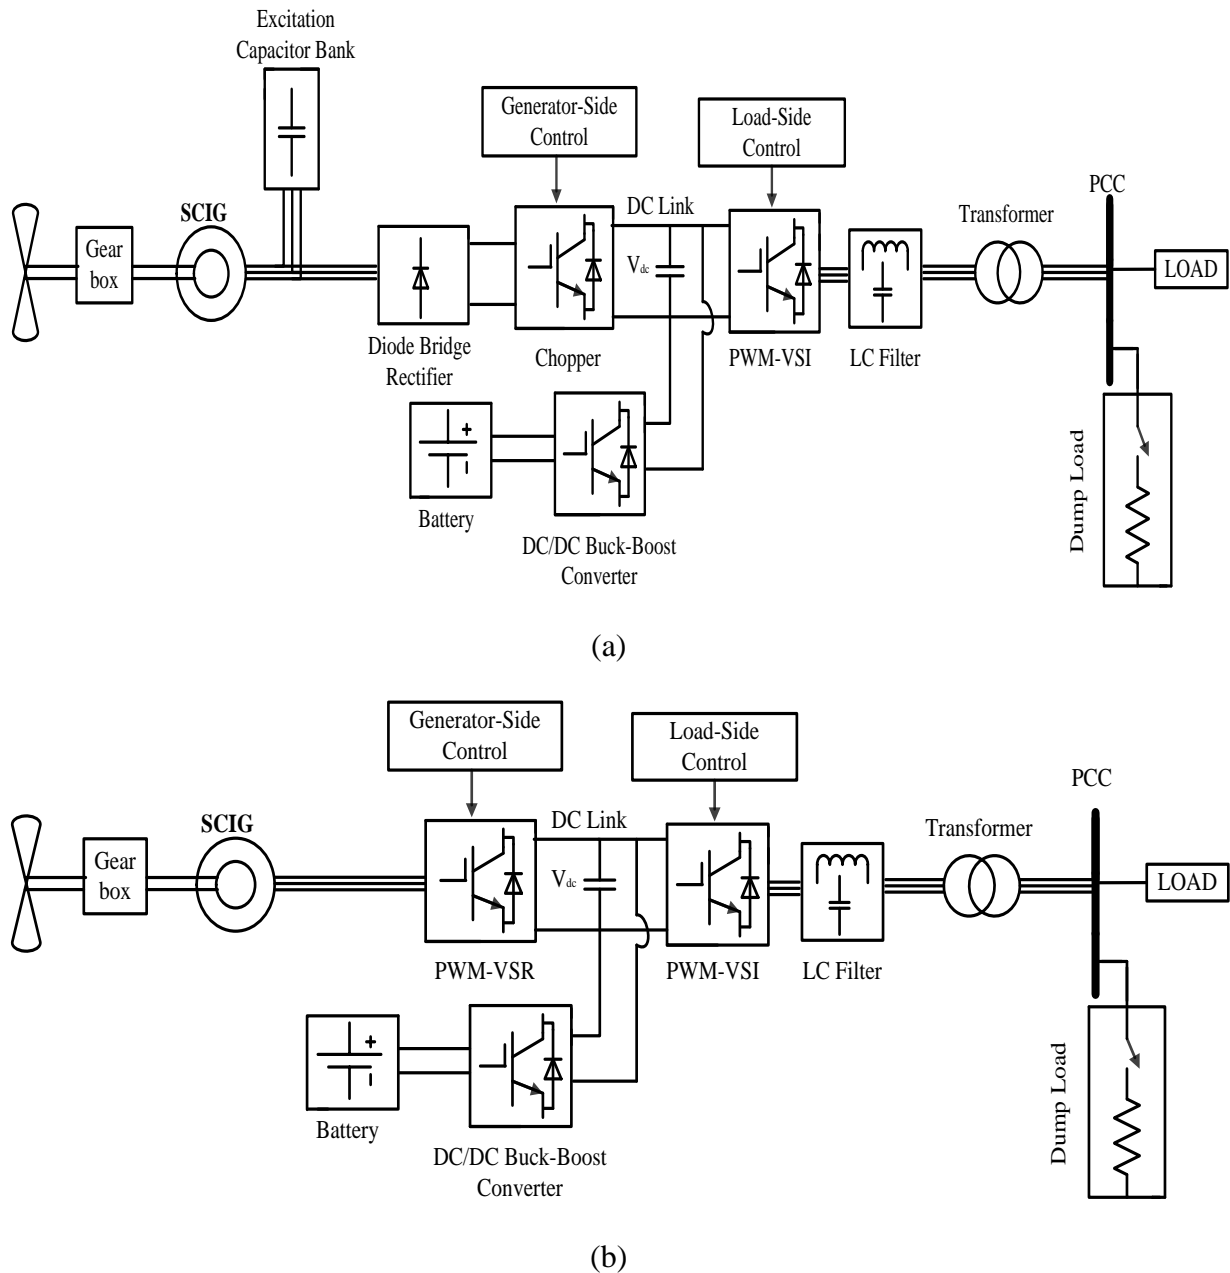 Excitation
Capacitor Bank
Generator-Side
Control
Load-Side
Control
PCC
SCIG
DC Link
Transformer
Gear
box
V_dc
LOAD
Diode Bridge
Rectifier
Chopper
PWM-VSI
LC Filter
+
Battery
DC/DC Buck-Boost
Converter
Dump Load
(a)
Generator-Side
Control
Load-Side
Control
PCC
SCIG
DC Link
Transformer
Gear
box
V_dc
LOAD
PWM-VSR
PWM-VSI
LC Filter
+
Battery
DC/DC Buck-Boost
Converter
Dump Load
(b)